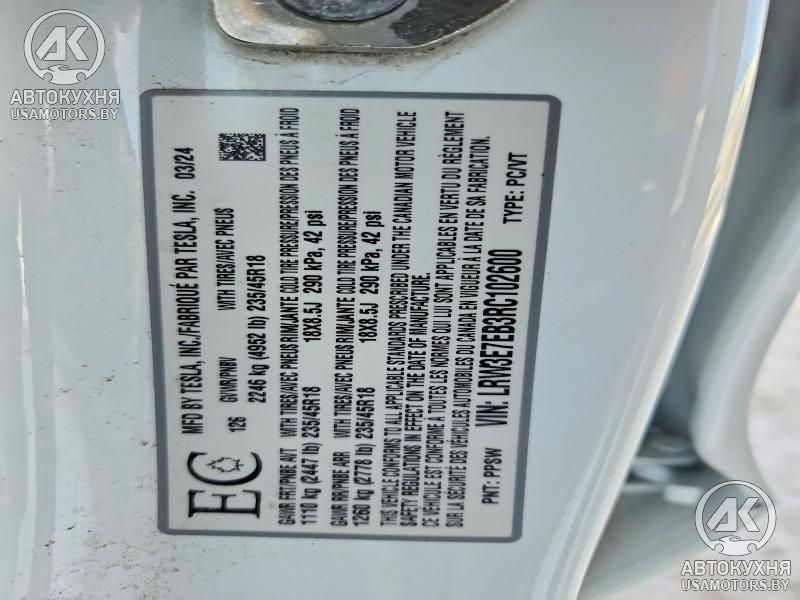 АК
АВТОКУХНЯ
USAMOTORS.BY
MFD BY TESLA, INC./FABRIQUÉ PAR TESLA, INC. 03/24
EC
GVWR/PNBV WITH TIRES/AVEC PNEUS
126 2246 kg (4952 lb) 235/45R18
GAWR FRT/PNBE AVT WITH TIRES/AVEC PNEUS RIM/JANTE COLD TIRE PRESSURE/PRESSION DES PNEUS À FROID
1110 kg (2447 lb) 235/45R18 18X8.5J 290 kPa, 42 psi
GAWR RR/PNBE ARR WITH TIRES/AVEC PNEUS RIM/JANTE COLD TIRE PRESSURE/PRESSION DES PNEUS À FROID
1260 kg (2778 lb) 235/45R18 18X8.5J 290 kPa, 42 psi
THIS VEHICLE CONFORMS TO ALL APPLICABLE STANDARDS PRESCRIBED UNDER THE CANADIAN MOTOR VEHICLE
SAFETY REGULATIONS IN EFFECT ON THE DATE OF MANUFACTURE.
CE VÉHICULE EST CONFORME À TOUTES LES NORMES QUI LUI SONT APPLICABLES EN VERTU DU RÉGLEMENT
SUR LA SÉCURITÉ DES VÉHICULES AUTOMOBILES DU CANADA EN VIGUEUR À LA DATE DE SA FABRICATION.
PNT: PPSW VIN: LRW3E7EB3RC102600 TYPE: PC/VT
АК
АВТОКУХНЯ
USAMOTORS.BY